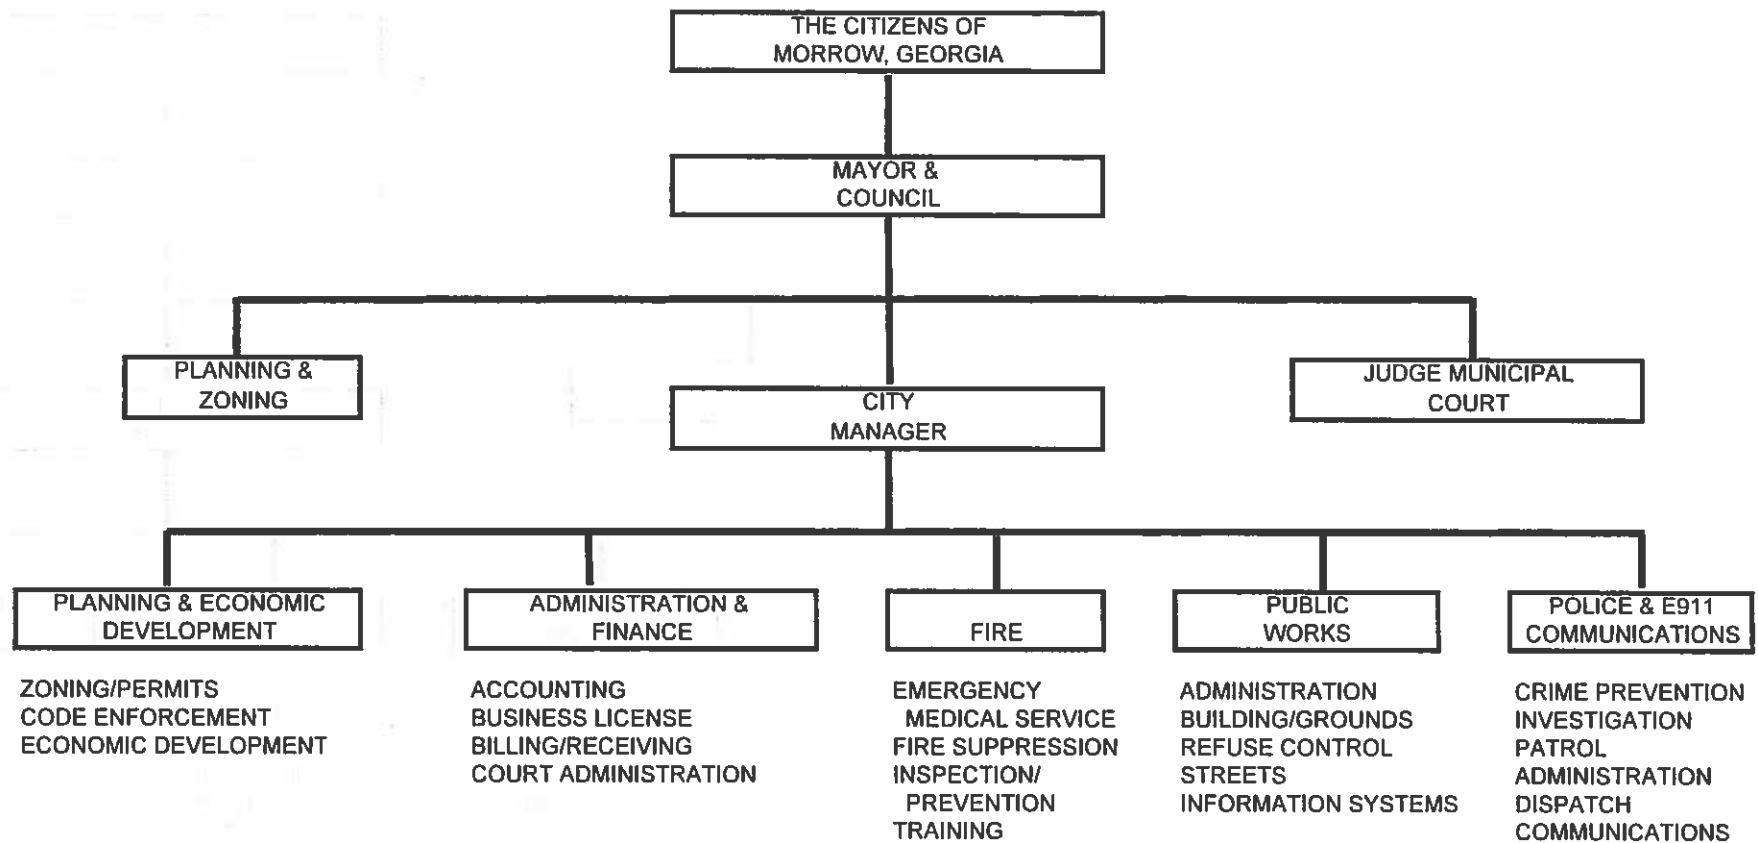 THE CITIZENS OF
MORROW, GEORGIA
MAYOR &
COUNCIL
PLANNING &
ZONING
CITY
MANAGER
JUDGE MUNICIPAL
COURT
PLANNING & ECONOMIC
DEVELOPMENT
ZONING/PERMITS
CODE ENFORCEMENT
ECONOMIC DEVELOPMENT
ADMINISTRATION &
FINANCE
ACCOUNTING
BUSINESS LICENSE
BILLING/RECEIVING
COURT ADMINISTRATION
FIRE
EMERGENCY
MEDICAL SERVICE
FIRE SUPPRESSION
INSPECTION/
PREVENTION
TRAINING
PUBLIC
WORKS
ADMINISTRATION
BUILDING/GROUNDS
REFUSE CONTROL
STREETS
INFORMATION SYSTEMS
POLICE & E911
COMMUNICATIONS
CRIME PREVENTION
INVESTIGATION
PATROL
ADMINISTRATION
DISPATCH
COMMUNICATIONS